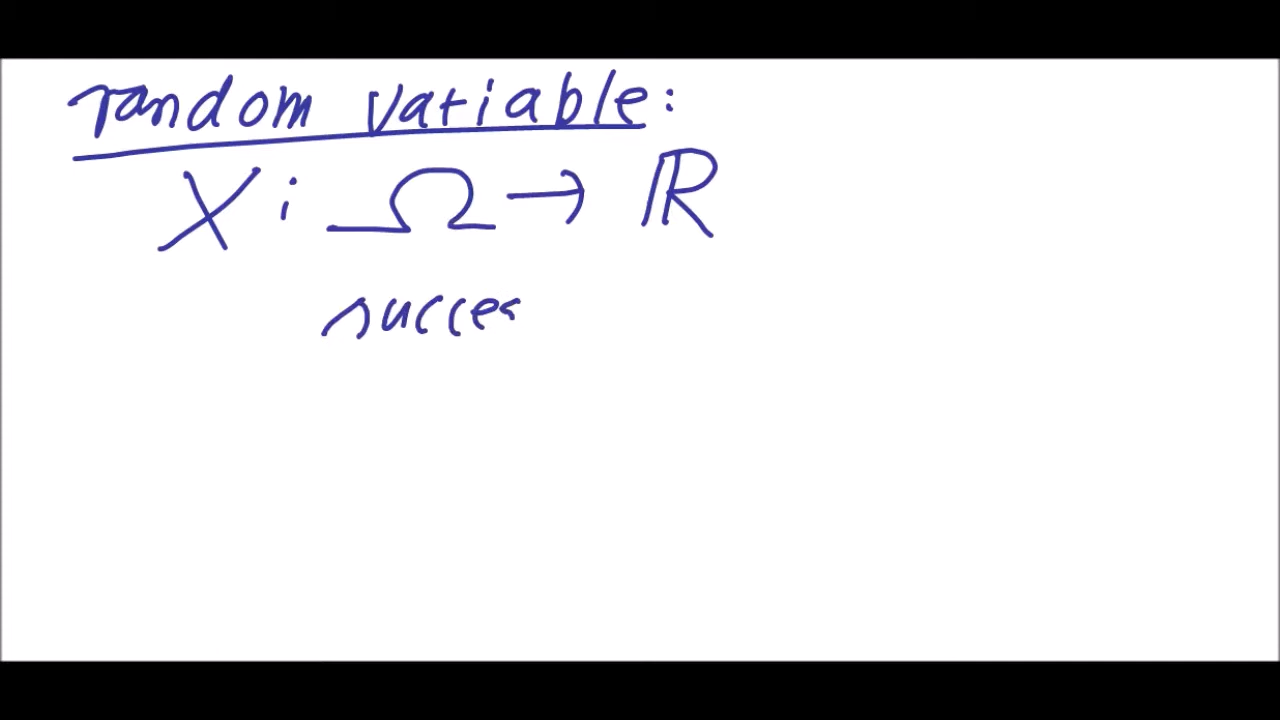 random variable:
X: Ω → ℝ
succes